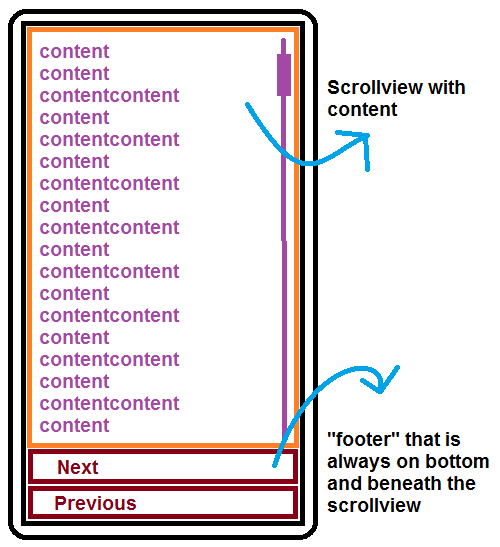 content
content
contentcontent
content
contentcontent
content
contentcontent
content
contentcontent
content
contentcontent
content
contentcontent
content
contentcontent
content
contentcontent
content
Scrollview with
content
Next
Previous
"footer" that is
always on bottom
and beneath the
scrollview